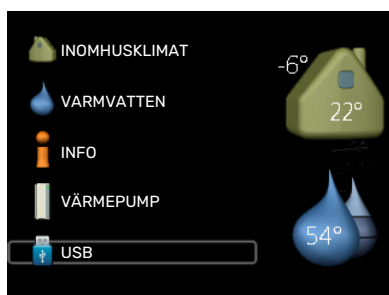 INOMHUSKLIMAT
-6°
22°
VARMVATTEN
INFO
VÄRMEPUMP
54°
USB